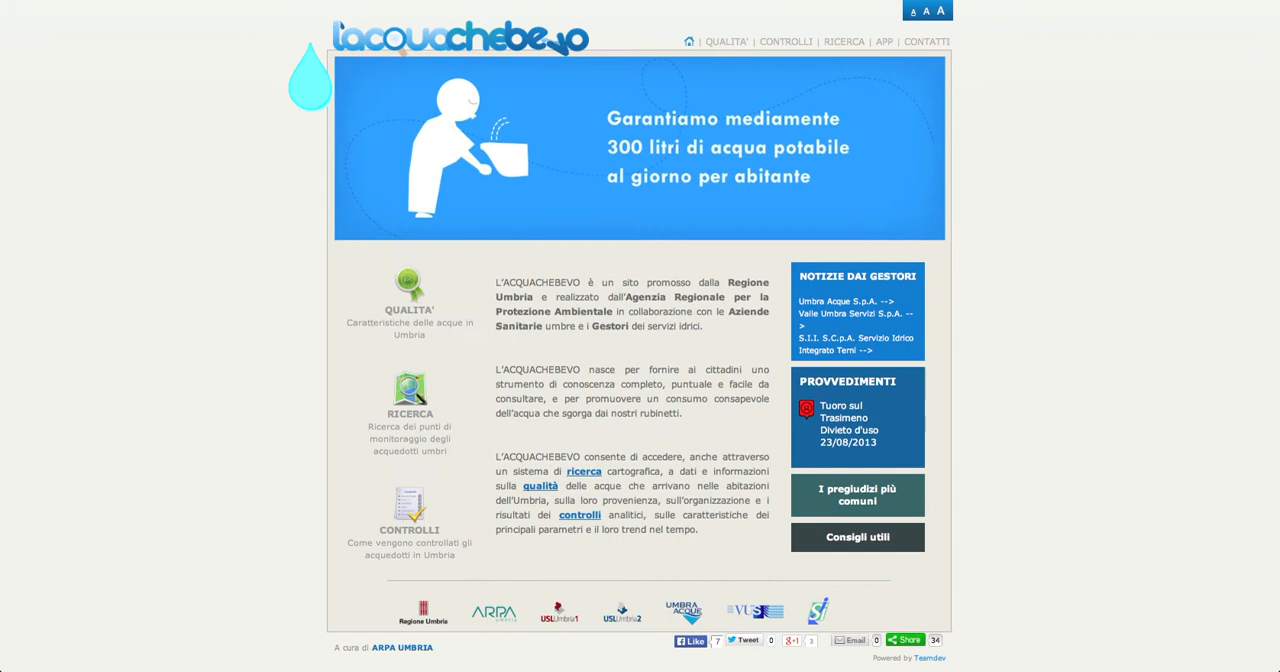 A A A
l'acquachebevo
| QUALITA' | CONTROLLI | RICERCA | APP | CONTATTI
Garantiamo mediamente
300 litri di acqua potabile
al giorno per abitante
QUALITA'
Caratteristiche delle acque in
Umbria
RICERCA
Ricerca dei punti di
monitoraggio degli
acquedotti umbri
CONTROLLI
Come vengono controllati gli
acquedotti in Umbria
L'ACQUACHEBEVO è un sito promosso dalla Regione
Umbria e realizzato dall'Agenzia Regionale per la
Protezione Ambientale in collaborazione con le Aziende
Sanitarie umbre e i Gestori dei servizi idrici.
L'ACQUACHEBEVO nasce per fornire ai cittadini uno
strumento di conoscenza completo, puntuale e facile da
consultare, e per promuovere un consumo consapevole
dell'acqua che sgorga dai nostri rubinetti.
L'ACQUACHEBEVO consente di accedere, anche attraverso
un sistema di ricerca cartografica, a dati e informazioni
sulla qualità delle acque che arrivano nelle abitazioni
dell'Umbria, sulla loro provenienza, sull'organizzazione e i
risultati dei controlli analitici, sulle caratteristiche dei
principali parametri e il loro trend nel tempo.
NOTIZIE DAI GESTORI
Umbra Acque S.p.A. -->
Valle Umbra Servizi S.p.A. --
>
S.I.I. S.C.p.A. Servizio Idrico
Integrato Terni -->
PROVVEDIMENTI
Tuoro sul
Trasimeno
Divieto d'uso
23/08/2013
I pregiudizi più
comuni
Consigli utili
Regione Umbria
ARPA
umbria
USLUmbria1
USLUmbria2
UMBRA
ACQUE
VUS
Si
A cura di ARPA UMBRIA
Like 7 Tweet 0 g+1 3 Email 0 Share 34
Powered by Teamdev